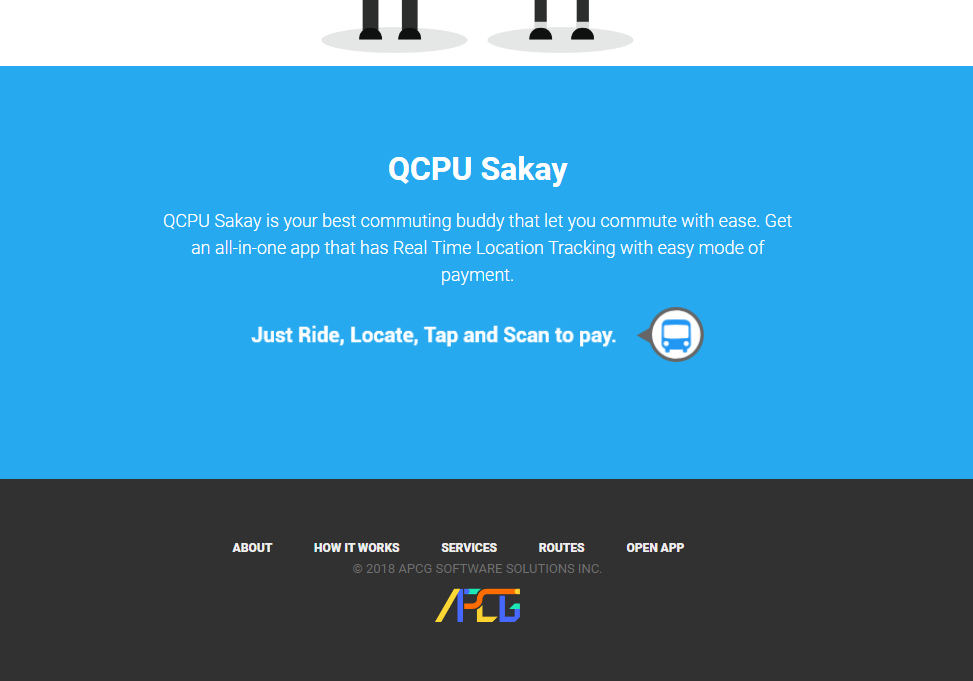 QCPU Sakay
QCPU Sakay is your best commuting buddy that let you commute with ease. Get
an all-in-one app that has Real Time Location Tracking with easy mode of
payment.
Just Ride, Locate, Tap and Scan to pay.
ABOUT HOW IT WORKS SERVICES ROUTES OPEN APP
© 2018 APCG SOFTWARE SOLUTIONS INC.
APCG